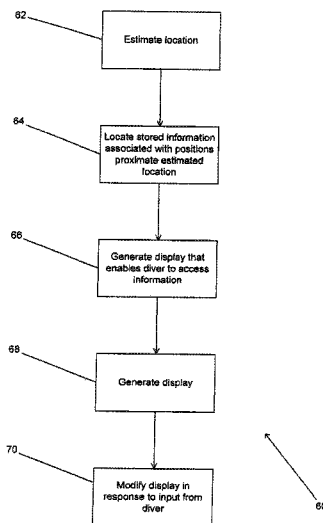 62
Estimate location
64
Locate stored information
associated with positions
proximate estimated
location
66
Generate display that
enables diver to access
information
68
Generate display
70
Modify display in
response to input from
diver